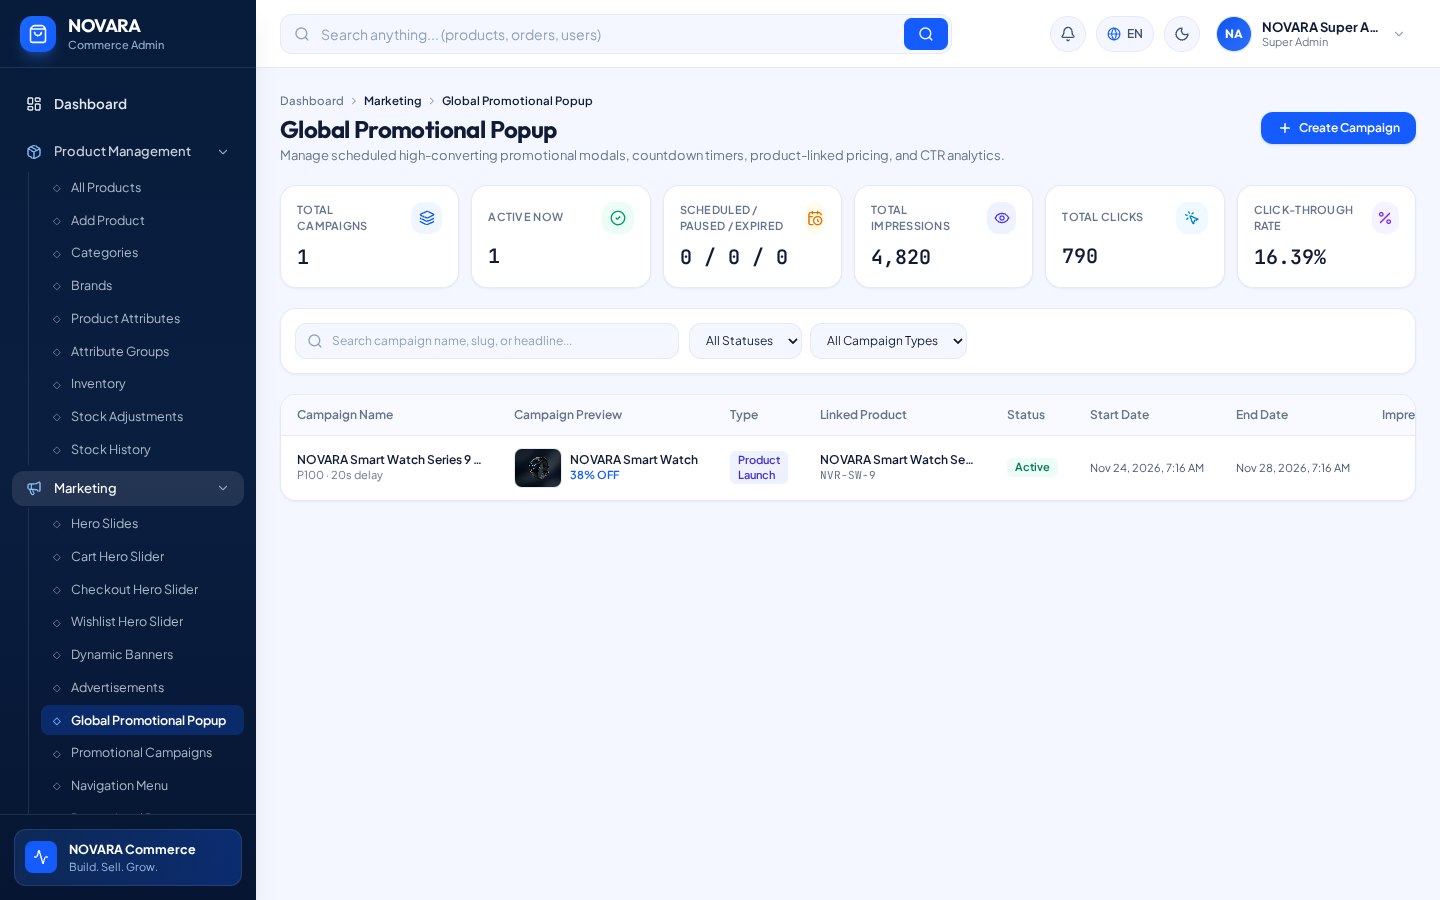 NOVARA
Commerce Admin
Dashboard
Product Management
All Products
Add Product
Categories
Brands
Product Attributes
Attribute Groups
Inventory
Stock Adjustments
Stock History
Marketing
Hero Slides
Cart Hero Slider
Checkout Hero Slider
Wishlist Hero Slider
Dynamic Banners
Advertisements
Global Promotional Popup
Promotional Campaigns
Navigation Menu
NOVARA Commerce
Build. Sell. Grow.
Search anything... (products, orders, users)
EN
NA
NOVARA Super A...
Super Admin
Dashboard > Marketing > Global Promotional Popup
Global Promotional Popup
Manage scheduled high-converting promotional modals, countdown timers, product-linked pricing, and CTR analytics.
+ Create Campaign
TOTAL
CAMPAIGNS
1
ACTIVE NOW
1
SCHEDULED /
PAUSED / EXPIRED
0 / 0 / 0
TOTAL
IMPRESSIONS
4,820
TOTAL CLICKS
790
CLICK-THROUGH
RATE
16.39%
Search campaign name, slug, or headline...
All Statuses
All Campaign Types
Campaign Name Campaign Preview Type Linked Product Status Start Date End Date Impre
NOVARA Smart Watch Series 9 ...
P100 · 20s delay
NOVARA Smart Watch
38% OFF
Product
Launch
NOVARA Smart Watch Se...
NVR-SW-9
Active
Nov 24, 2026, 7:16 AM
Nov 28, 2026, 7:16 AM